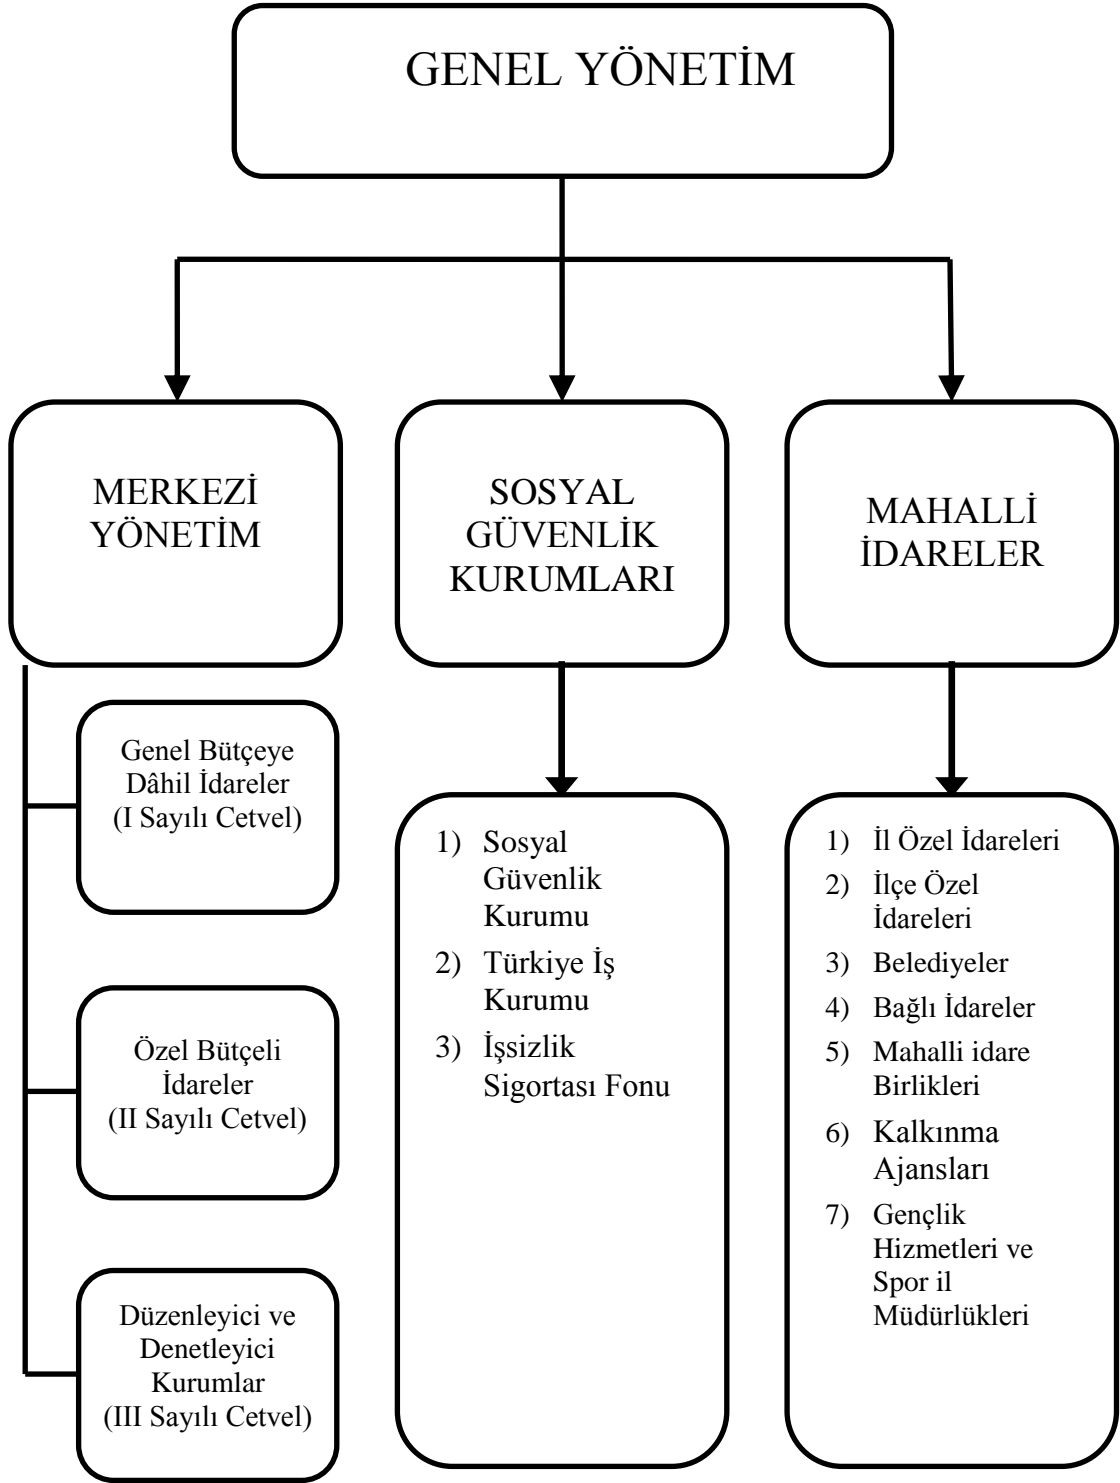 GENEL YÖNETİM
MERKEZİ
YÖNETİM
SOSYAL
GÜVENLİK
KURUMLARI
MAHALLİ
İDARELER
Genel Bütçeye
Dâhil İdareler
(I Sayılı Cetvel)
Özel Bütçeli
İdareler
(II Sayılı Cetvel)
Düzenleyici ve
Denetleyici
Kurumlar
(III Sayılı Cetvel)
1) Sosyal
Güvenlik
Kurumu
2) Türkiye İş
Kurumu
3) İşsizlik
Sigortası Fonu
1) İl Özel İdareleri
2) İlçe Özel
İdareleri
3) Belediyeler
4) Bağlı İdareler
5) Mahalli idare
Birlikleri
6) Kalkınma
Ajansları
7) Gençlik
Hizmetleri ve
Spor il
Müdürlükleri